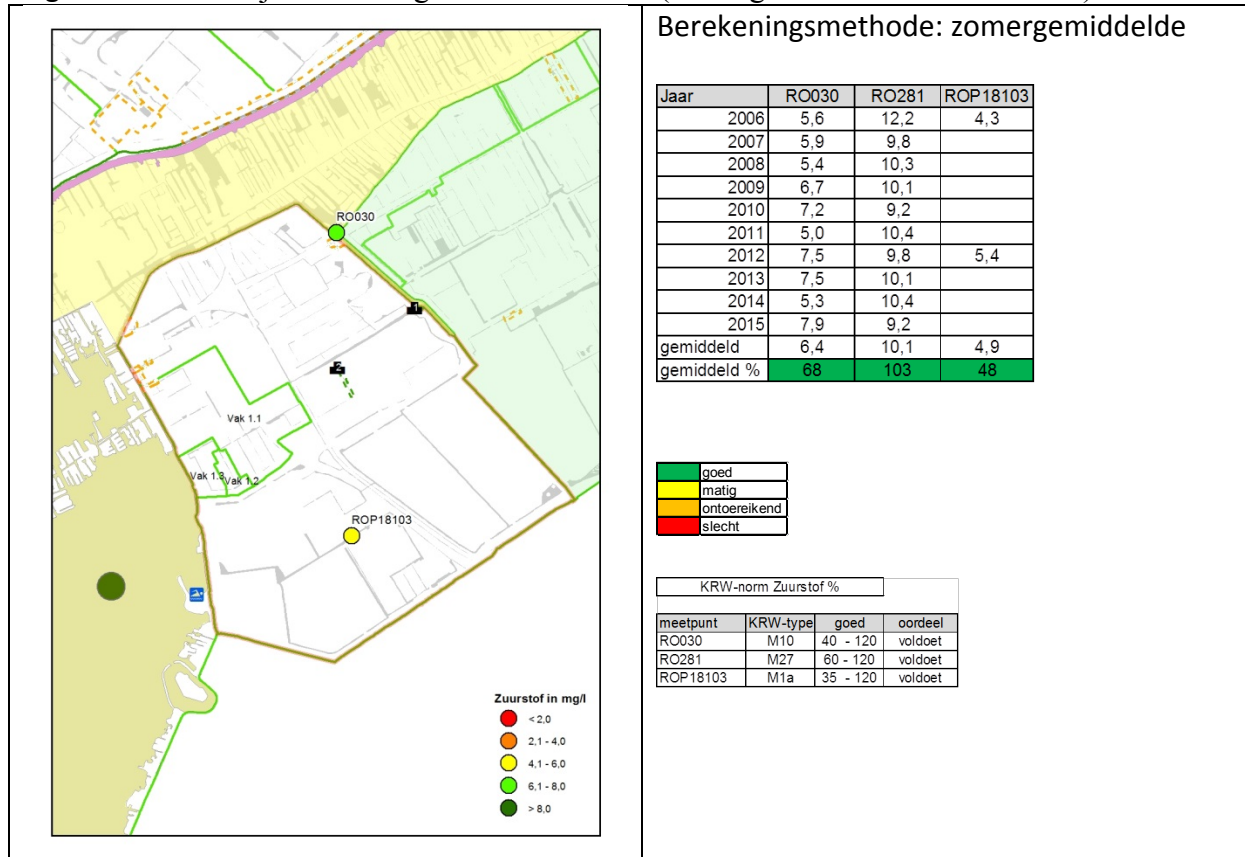 RO030
1
2
Vak 1.1
Vak 1.3
Vak 1.2
ROP18103
Zuurstof in mg/l
< 2,0
2,1 - 4,0
4,1 - 6,0
6,1 - 8,0
> 8,0
Berekeningsmethode: zomergemiddelde
Jaar RO030 RO281 ROP18103
2006 5,6 12,2 4,3
2007 5,9 9,8
2008 5,4 10,3
2009 6,7 10,1
2010 7,2 9,2
2011 5,0 10,4
2012 7,5 9,8 5,4
2013 7,5 10,1
2014 5,3 10,4
2015 7,9 9,2
gemiddeld 6,4 10,1 4,9
gemiddeld % 68 103 48
goed
matig
ontoereikend
slecht
KRW-norm Zuurstof %
meetpunt KRW-type goed oordeel
RO030 M10 40 - 120 voldoet
RO281 M27 60 - 120 voldoet
ROP18103 M1a 35 - 120 voldoet